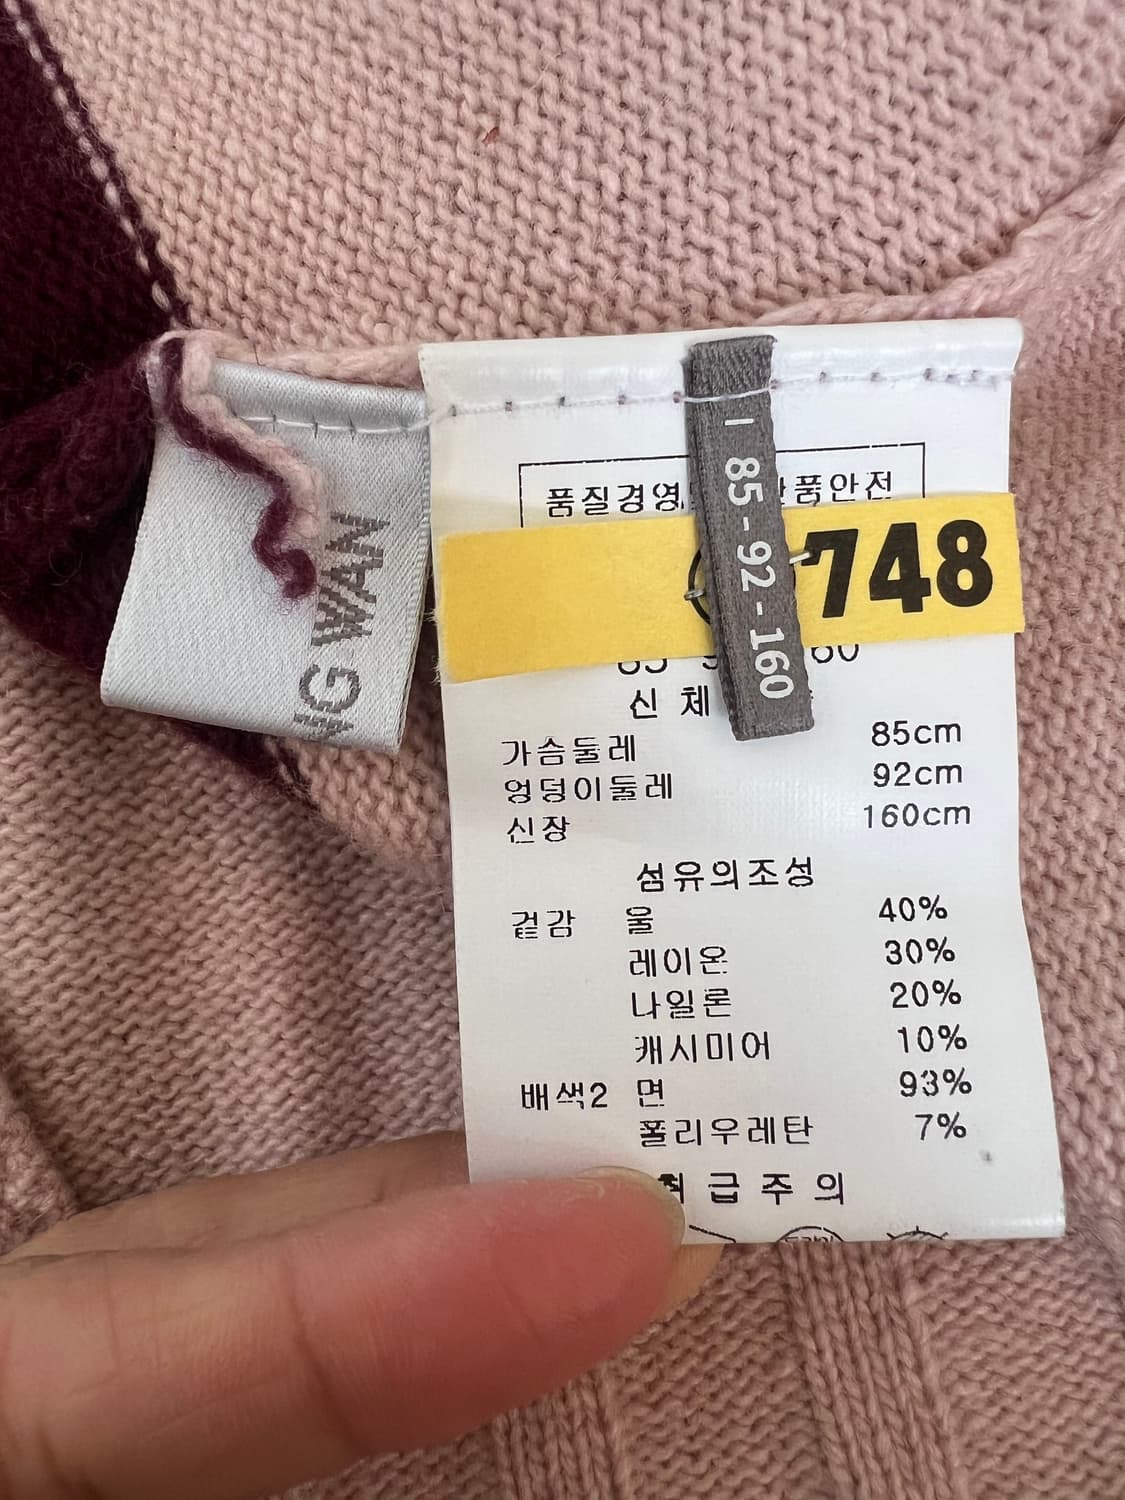 NG WAN
85-92-160
품질경영 품안전
748
신체
가슴둘레 85cm
엉덩이둘레 92cm
신장 160cm
섬유의조성
겉감 울 40%
레이온 30%
나일론 20%
캐시미어 10%
배색2 면 93%
폴리우레탄 7%
취급주의